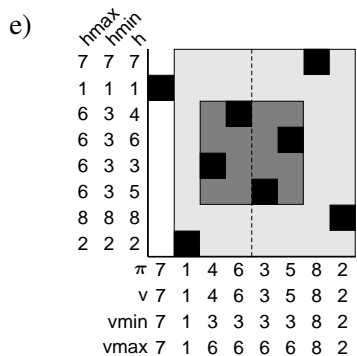 e)
hmax hmin h
7 7 7
1 1 1
6 3 4
6 3 6
6 3 3
6 3 5
8 8 8
2 2 2
π 7 1 4 6 3 5 8 2
v 7 1 4 6 3 5 8 2
vmin 7 1 3 3 3 3 8 2
vmax 7 1 6 6 6 6 8 2